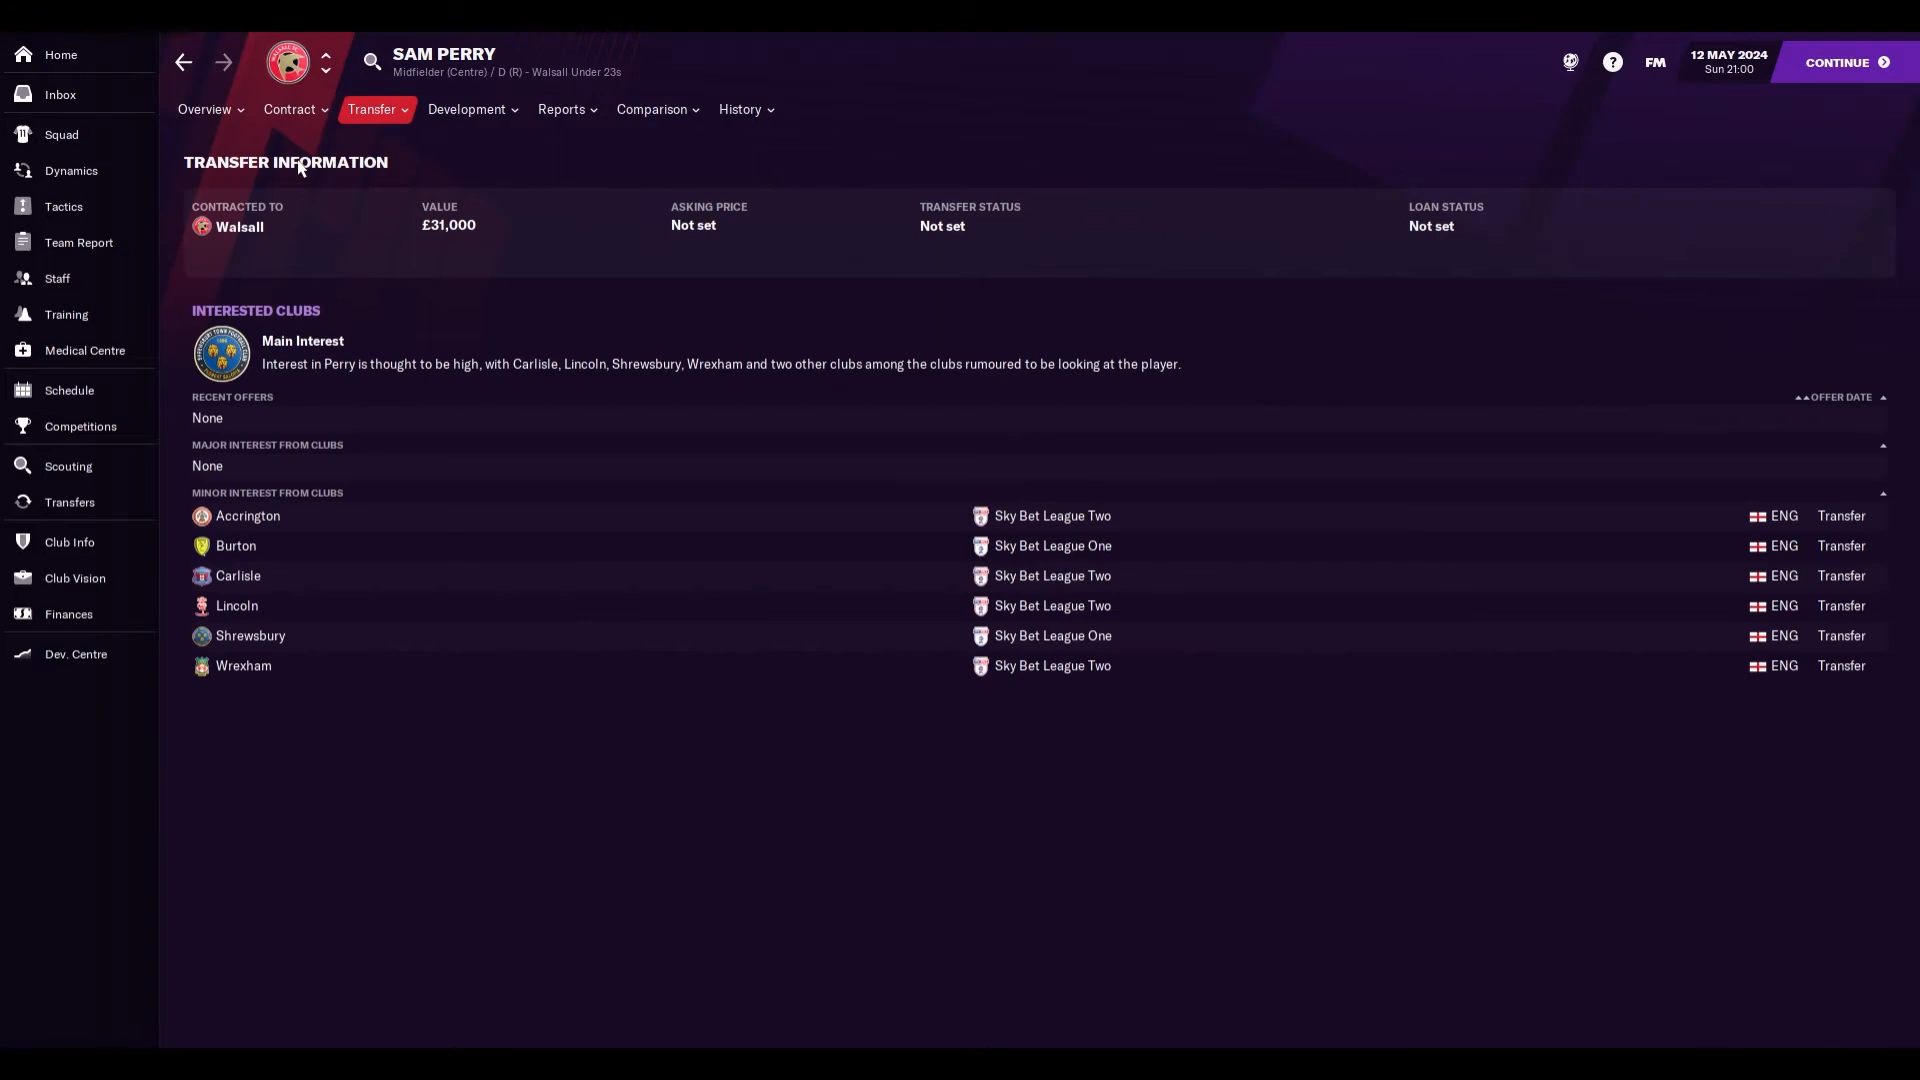 Home
Inbox
Squad
Dynamics
Tactics
Team Report
Staff
Training
Medical Centre
Schedule
Competitions
Scouting
Transfers
Club Info
Club Vision
Finances
Dev. Centre
SAM PERRY
Midfielder (Centre) / D (R) - Walsall Under 23s
? FM
12 MAY 2024
Sun 21:00
CONTINUE
Overview Contract Transfer Development Reports Comparison History
TRANSFER INFORMATION
CONTRACTED TO VALUE ASKING PRICE TRANSFER STATUS LOAN STATUS
Walsall £31,000 Not set Not set Not set
INTERESTED CLUBS
Main Interest
Interest in Perry is thought to be high, with Carlisle, Lincoln, Shrewsbury, Wrexham and two other clubs among the clubs rumoured to be looking at the player.
RECENT OFFERS OFFER DATE
None
MAJOR INTEREST FROM CLUBS
None
MINOR INTEREST FROM CLUBS
Accrington Sky Bet League Two ENG Transfer
Burton Sky Bet League One ENG Transfer
Carlisle Sky Bet League Two ENG Transfer
Lincoln Sky Bet League Two ENG Transfer
Shrewsbury Sky Bet League One ENG Transfer
Wrexham Sky Bet League Two ENG Transfer